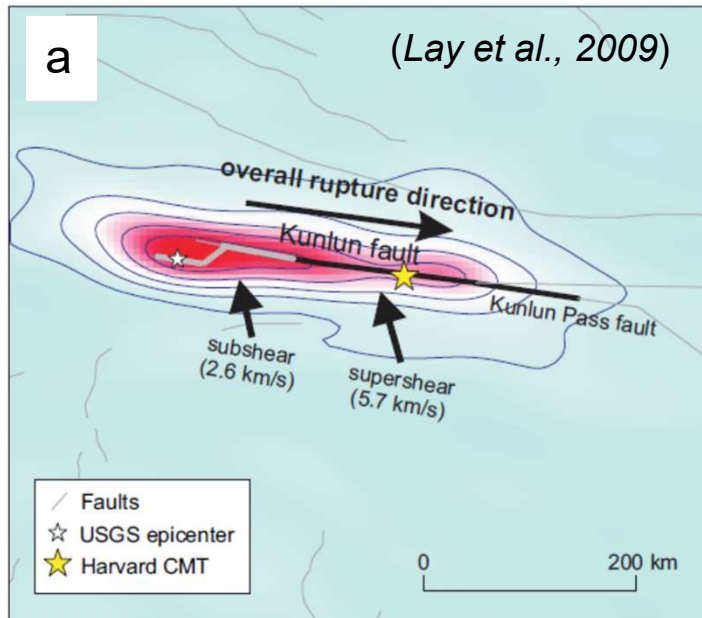 a
(Lay et al., 2009)
overall rupture direction
Kunlun fault
Kunlun Pass fault
subshear
(2.6 km/s)
supershear
(5.7 km/s)
Faults
USGS epicenter
Harvard CMT
0
200 km